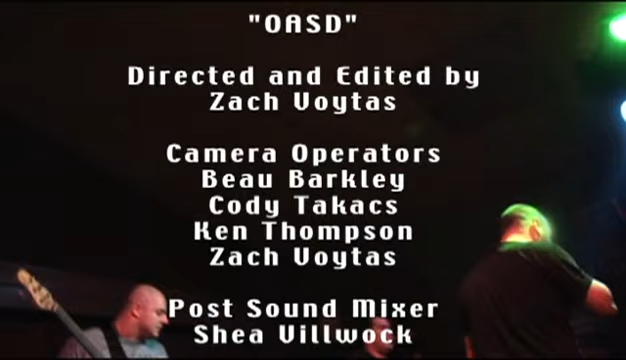 "OASD"
Directed and Edited by
Zach Voytas
Camera Operators
Beau Barkley
Cody Takacs
Ken Thompson
Zach Voytas
Post Sound Mixer
Shea Villwock